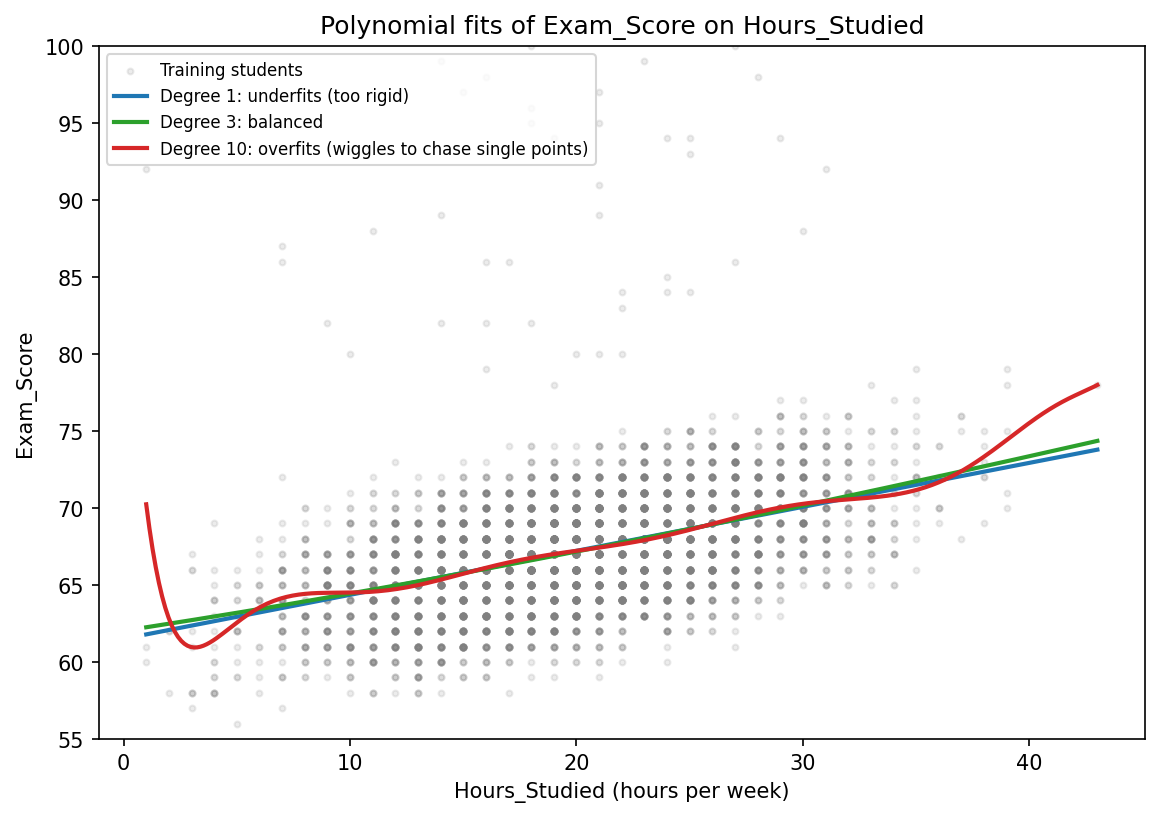 Polynomial fits of Exam_Score on Hours_Studied
100
95
90
85
80
75
70
65
60
55
Exam_Score
Training students
Degree 1: underfits (too rigid)
Degree 3: balanced
Degree 10: overfits (wiggles to chase single points)
0
10
20
30
40
Hours_Studied (hours per week)